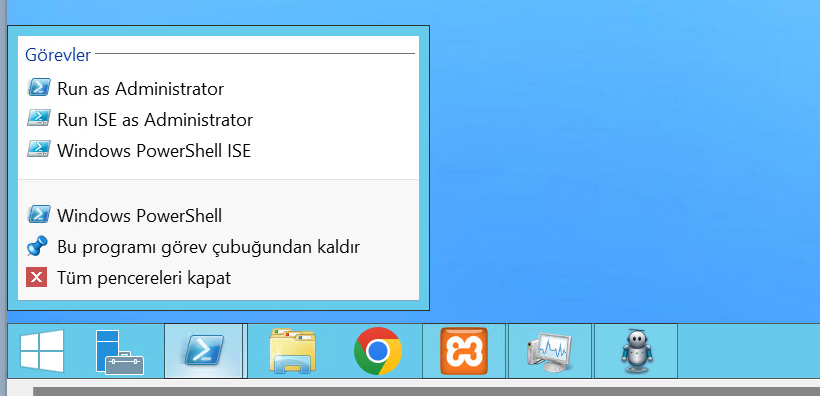 Görevler
Run as Administrator
Run ISE as Administrator
Windows PowerShell ISE
Windows PowerShell
Bu programı görev çubuğundan kaldır
Tüm pencereleri kapat